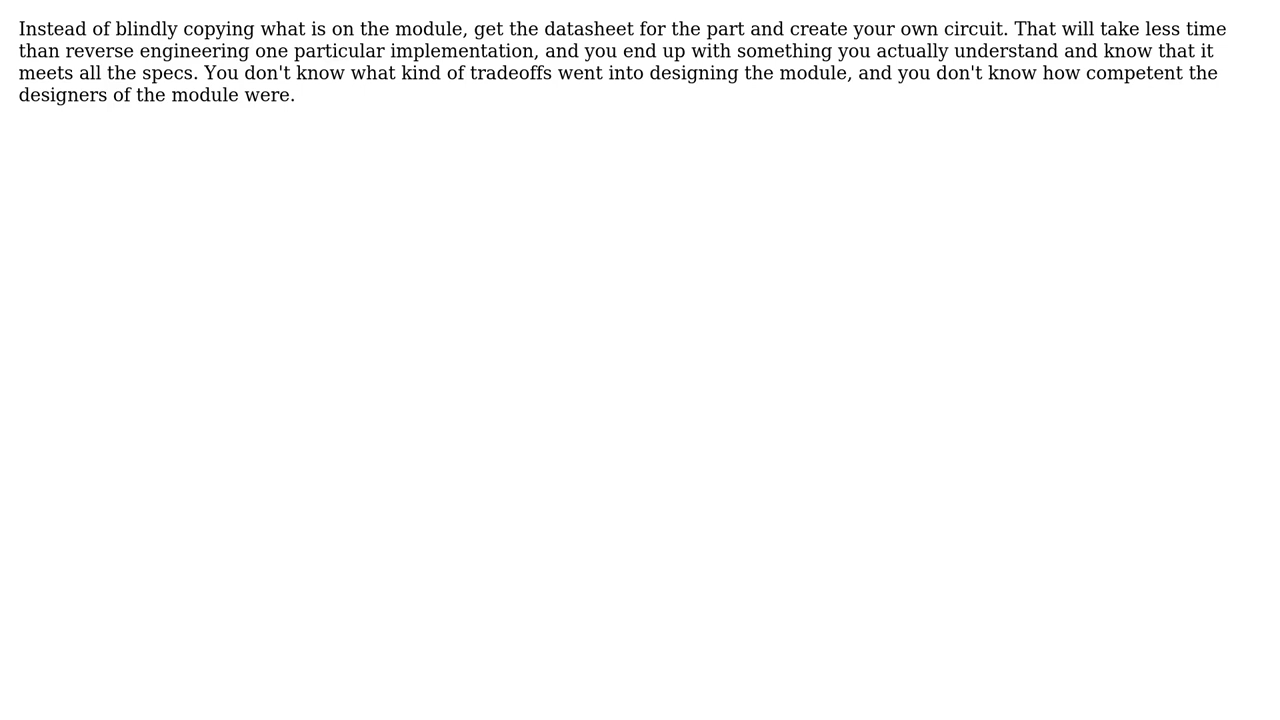 Instead of blindly copying what is on the module, get the datasheet for the part and create your own circuit. That will take less time
than reverse engineering one particular implementation, and you end up with something you actually understand and know that it
meets all the specs. You don't know what kind of tradeoffs went into designing the module, and you don't know how competent the
designers of the module were.